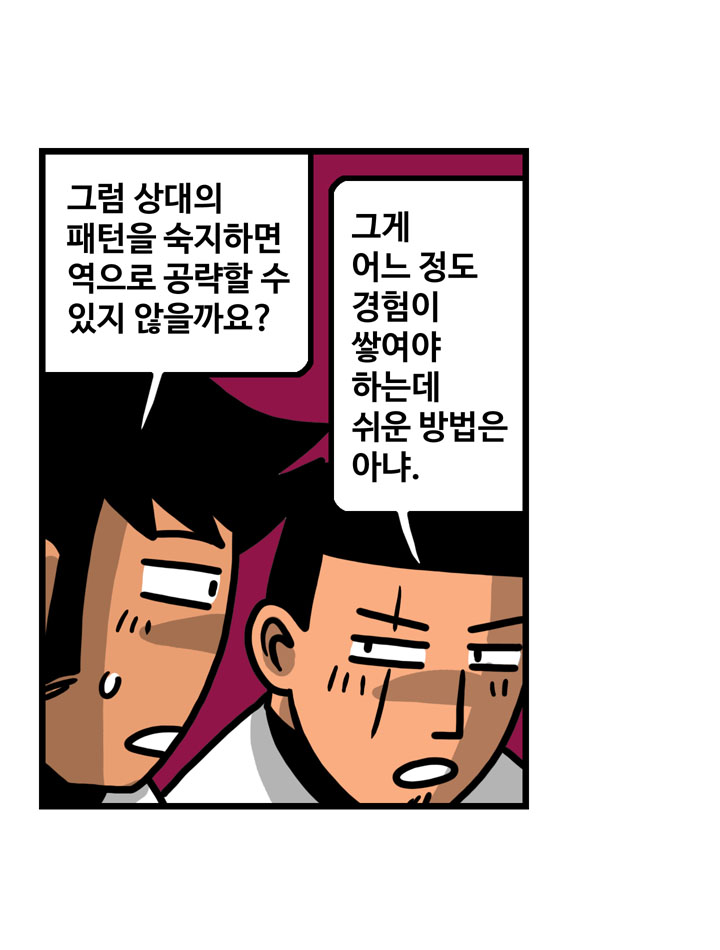 그럼 상대의
패턴을 숙지하면
역으로 공략할 수
있지 않을까요?
그게
어느 정도
경험이
쌓여야
하는데
쉬운 방법은
아냐.